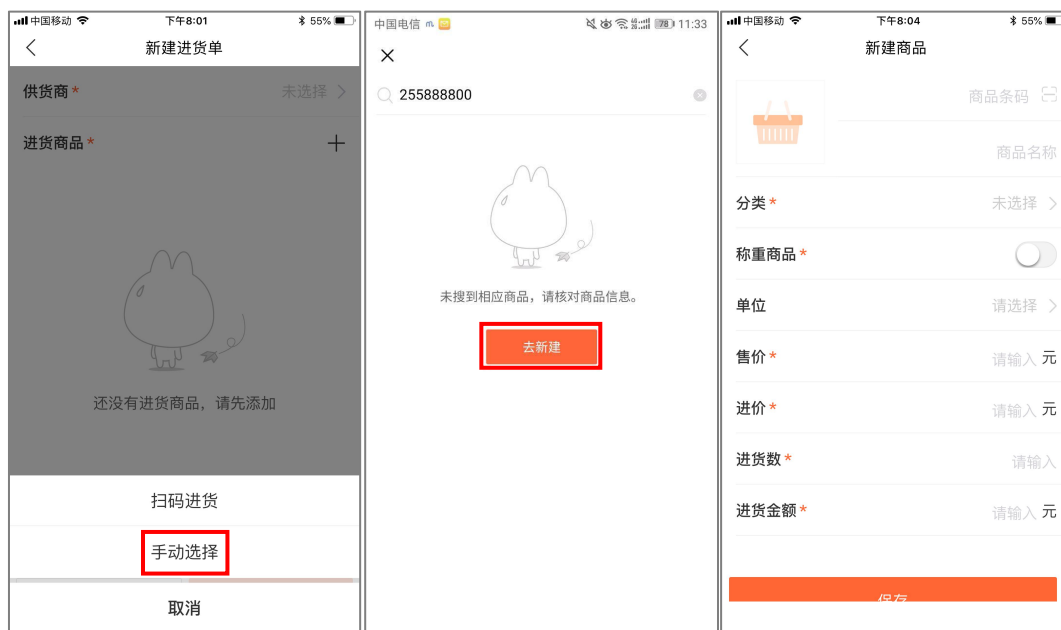 中国移动 下午8:01 55%
新建进货单
供货商* 未选择
进货商品*
还没有进货商品，请先添加
扫码进货
手动选择
取消
中国电信 78 11:33
255888800
未搜到相应商品，请核对商品信息。
去新建
中国移动 下午8:04 55%
新建商品
商品条码
商品名称
分类* 未选择
称重商品*
单位 请选择
售价* 请输入 元
进价* 请输入 元
进货数* 请输入
进货金额* 请输入 元
保存